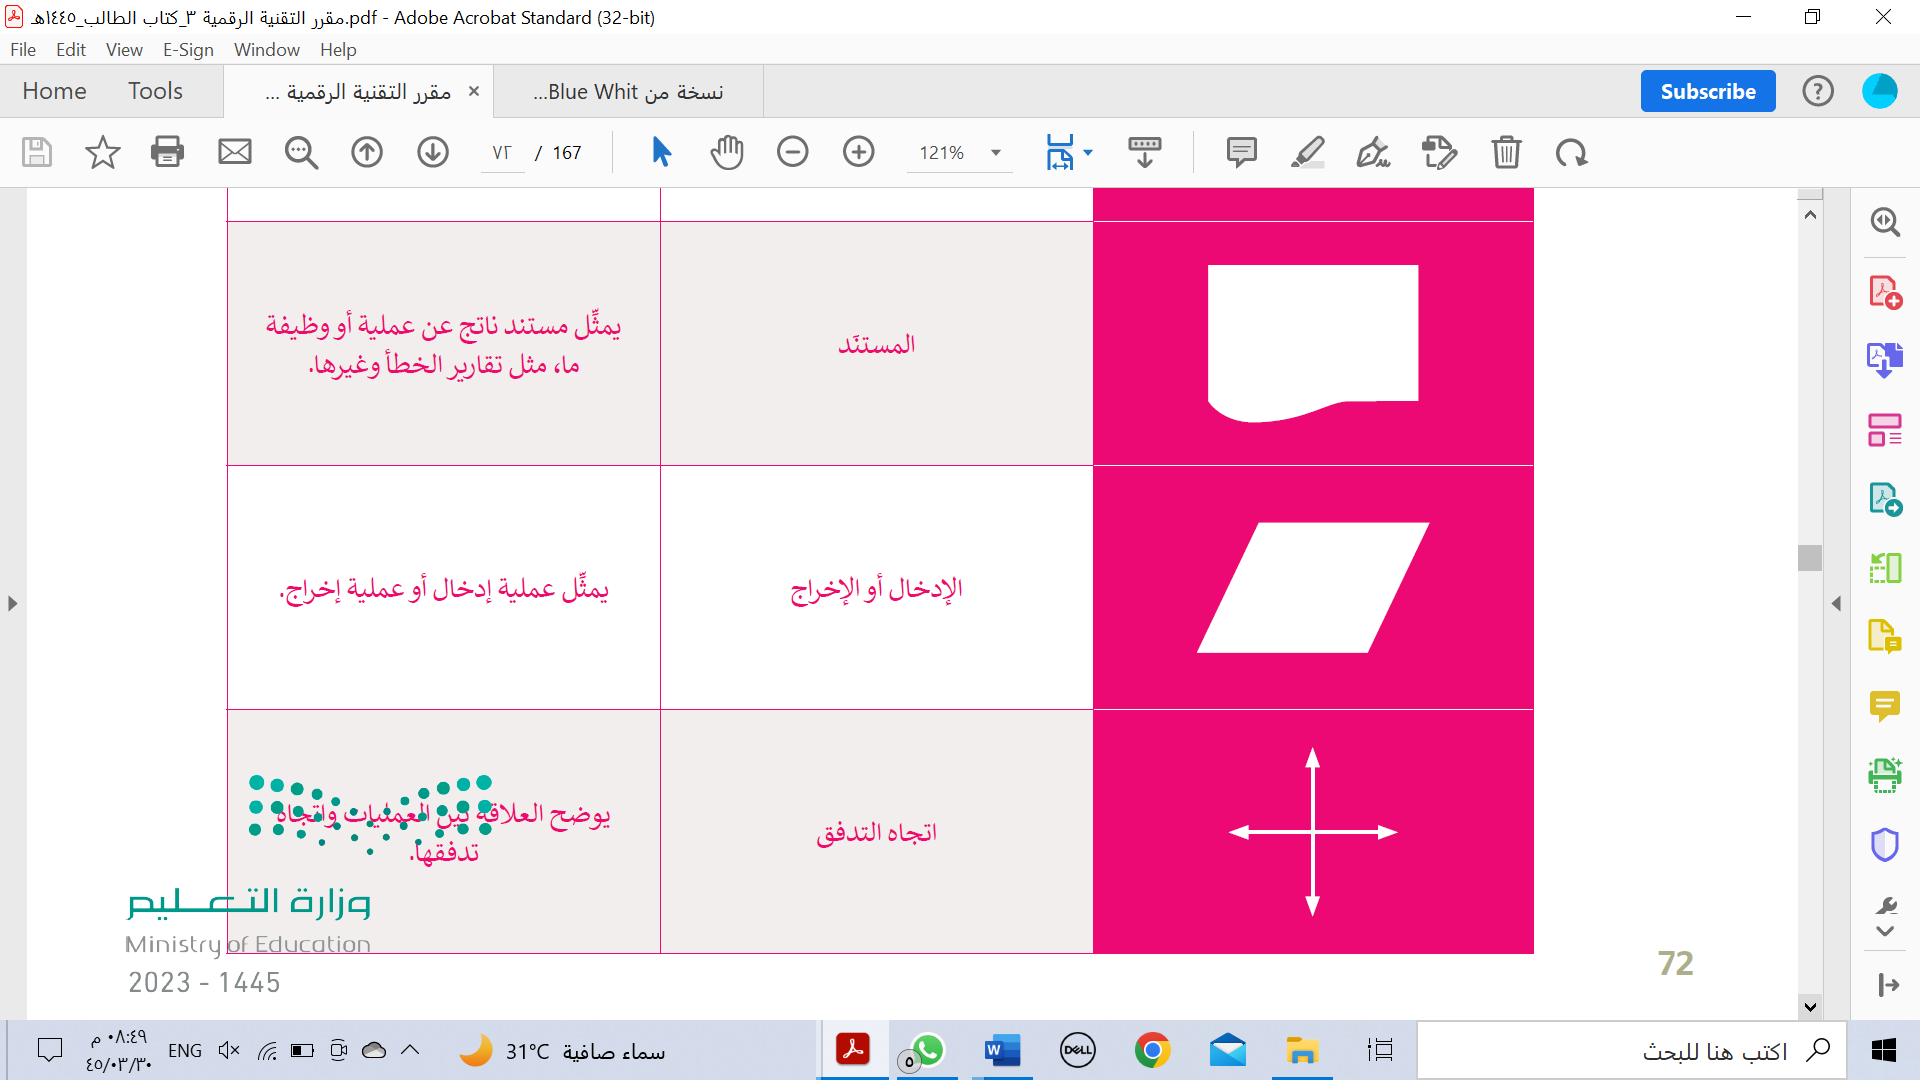 مقرر التقنية الرقمية ٣_كتاب الطالب_١٤٤٥هـ.pdf - Adobe Acrobat Standard (32-bit)
File Edit View E-Sign Window Help
Home Tools
مقرر التقنية الرقمية ...
نسخة من Blue Whit...
Subscribe
٧٢ / 167
121%
يمثِّل مستند ناتج عن عملية أو وظيفة
ما، مثل تقارير الخطأ وغيرها.
المستنَد
يمثِّل عملية إدخال أو عملية إخراج.
الإدخال أو الإخراج
يوضح العلاقة بين العمليات واتجاه
تدفقها.
اتجاه التدفق
وزارة التعليم
Ministry of Education
2023 - 1445
72
٠٨:٤٩ م
٤٥/٠٣/٣٠
ENG
31°C سماء صافية
٥
W
DELL
اكتب هنا للبحث